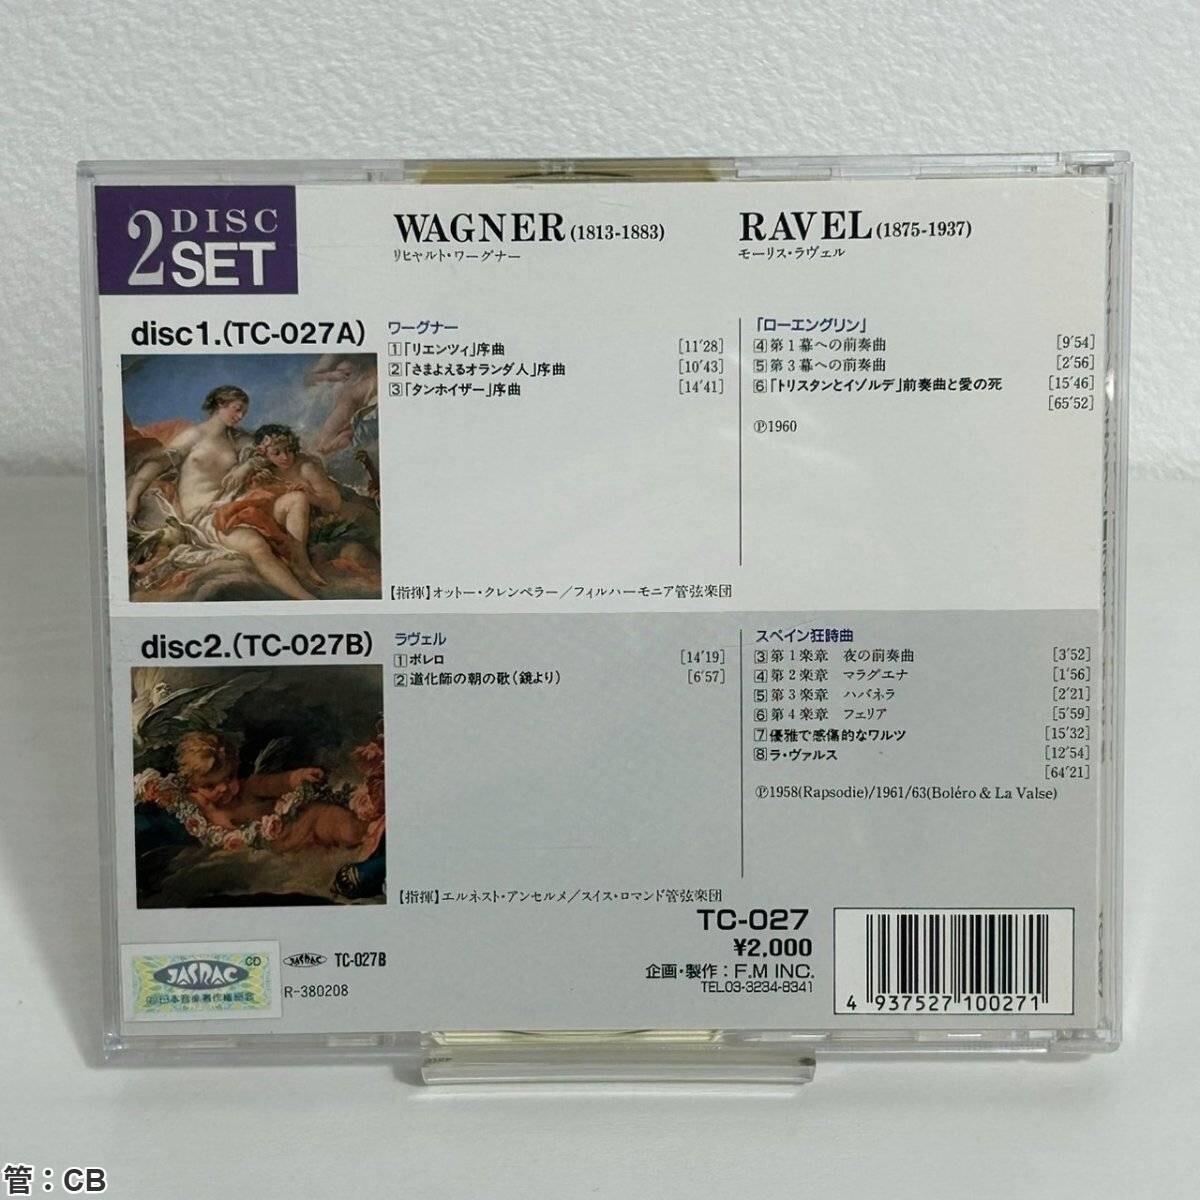 2 DISC SET
WAGNER (1813-1883)
リヒャルト・ワーグナー
RAVEL (1875-1937)
モーリス・ラヴェル
disc1.(TC-027A)
ワーグナー
1「リエンツィ」序曲 [11'28]
2「さまよえるオランダ人」序曲 [10'43]
3「タンホイザー」序曲 [14'41]
「ローエングリン」
4 第1幕への前奏曲 [9'54]
5 第3幕への前奏曲 [2'56]
6「トリスタンとイゾルデ」前奏曲と愛の死 [15'46]
[65'52]
Ⓟ1960
【指揮】オットー・クレンペラー／フィルハーモニア管弦楽団
disc2.(TC-027B)
ラヴェル
1 ボレロ [14'19]
2 道化師の朝の歌（鏡より） [6'57]
スペイン狂詩曲
3 第1楽章 夜の前奏曲 [3'52]
4 第2楽章 マラグエナ [1'56]
5 第3楽章 ハバネラ [2'21]
6 第4楽章 フェリア [5'59]
7 優雅で感傷的なワルツ [15'32]
8 ラ・ヴァルス [12'54]
[64'21]
Ⓟ1958(Rapsodie)/1961/63(Boléro & La Valse)
【指揮】エルネスト・アンセルメ／スイス・ロマンド管弦楽団
CD
JASRAC
日本音楽著作権協会
JASRAC TC-027B
R-380208
TC-027
¥2,000
企画・製作：F.M INC.
TEL03-3234-8341
4 937527 100271
管：CB